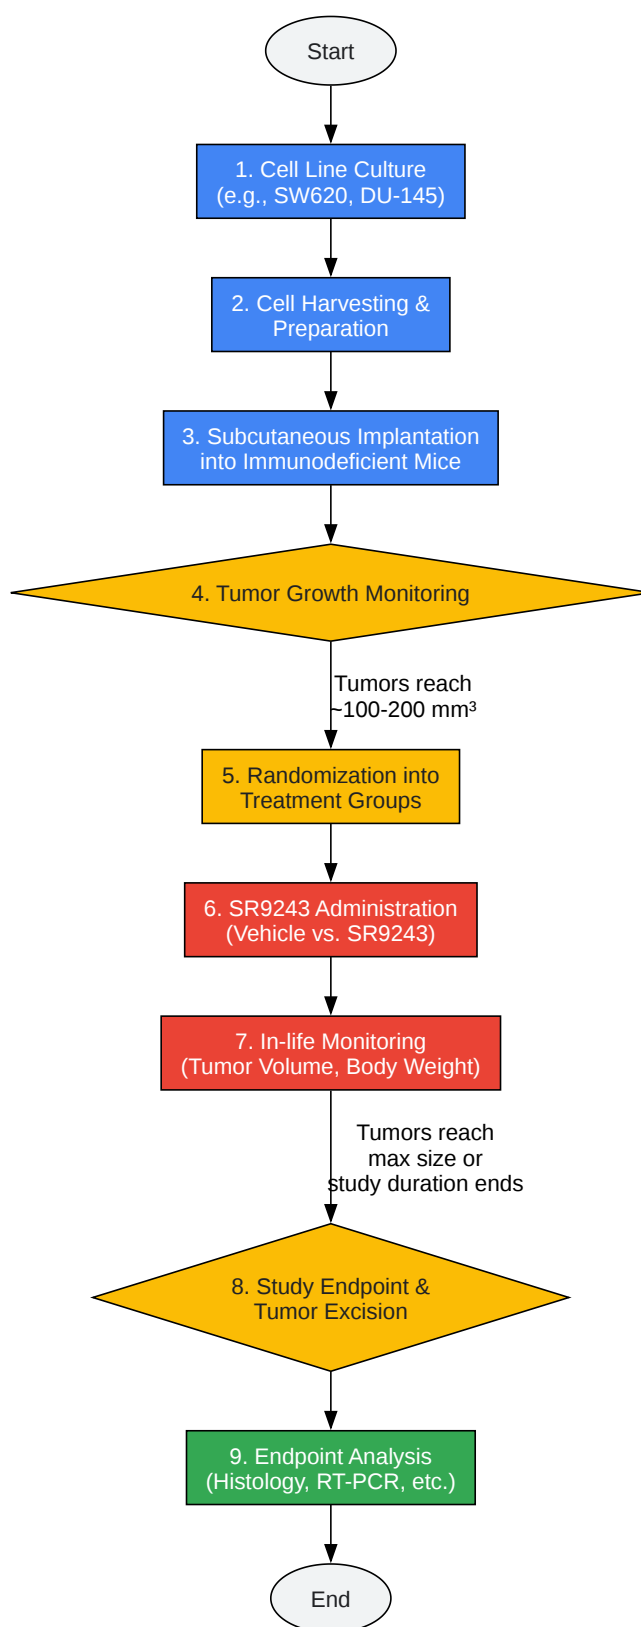 Start
1. Cell Line Culture
(e.g., SW620, DU-145)
2. Cell Harvesting &
Preparation
3. Subcutaneous Implantation
into Immunodeficient Mice
4. Tumor Growth Monitoring
Tumors reach
~100-200 mm³
5. Randomization into
Treatment Groups
6. SR9243 Administration
(Vehicle vs. SR9243)
7. In-life Monitoring
(Tumor Volume, Body Weight)
Tumors reach
max size or
study duration ends
8. Study Endpoint &
Tumor Excision
9. Endpoint Analysis
(Histology, RT-PCR, etc.)
End